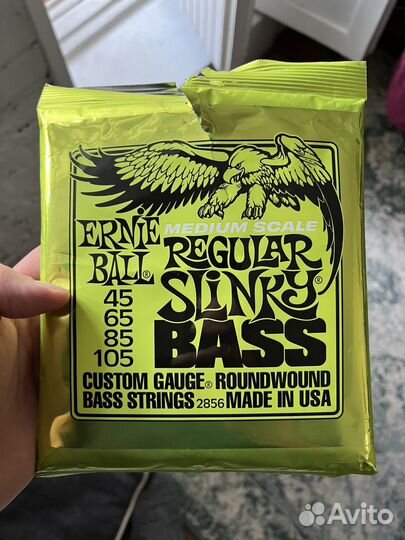 MEDIUM SCALE
ERNIE
BALL®
REGULAR
SLINKY®
BASS
45
65
85
105
CUSTOM GAUGE® ROUNDWOUND
BASS STRINGS 2856 MADE IN USA
Avito